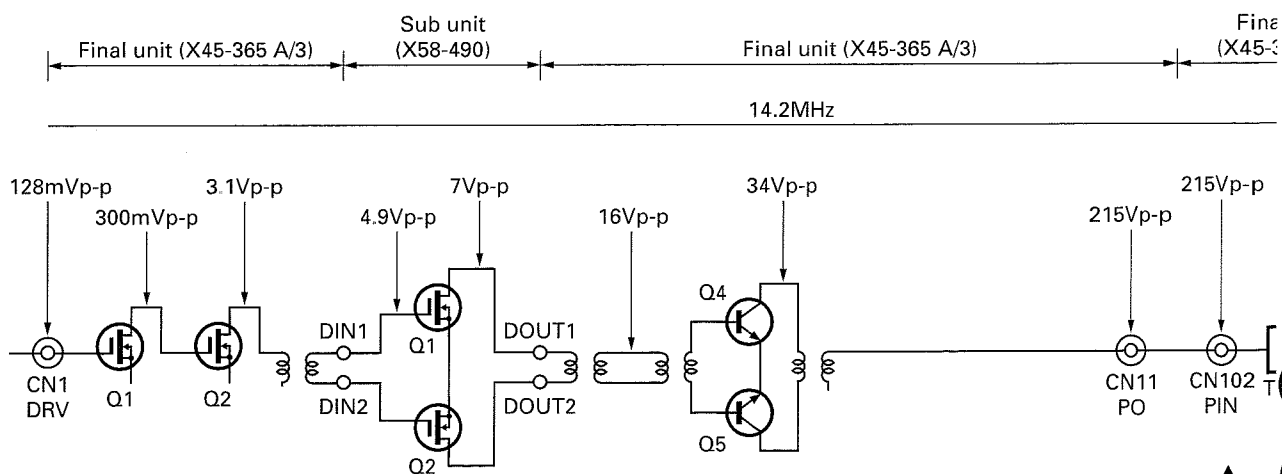 Final unit (X45-365 A/3)
Sub unit
(X58-490)
Final unit (X45-365 A/3)
14.2MHz
128mVp-p
300mVp-p
3.1Vp-p
4.9Vp-p
7Vp-p
16Vp-p
34Vp-p
215Vp-p
215Vp-p
CN1
DRV
Q1
Q2
DIN1
DIN2
Q1
Q2
DOUT1
DOUT2
Q4
Q5
CN11
PO
CN102
PIN
T